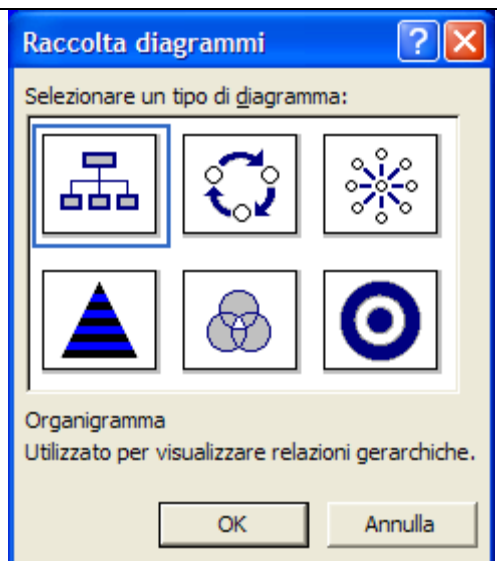 Raccolta diagrammi
Selezionare un tipo di diagramma:
Organigramma
Utilizzato per visualizzare relazioni gerarchiche.
OK
Annulla